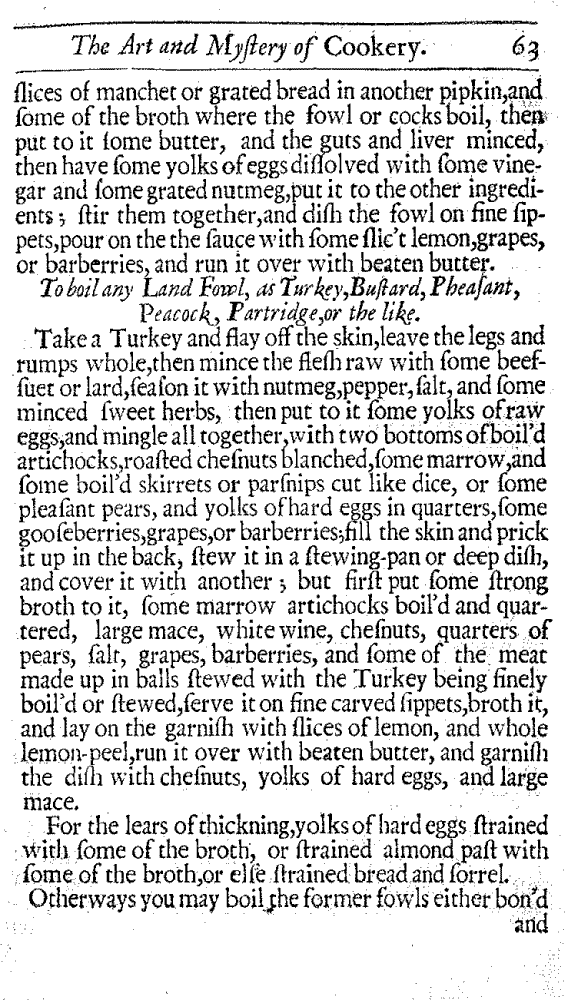 The Art and Myſtery of Cookery. 63
ſlices of manchet or grated bread in another pipkin,and
ſome of the broth where the fowl or cocks boil, then
put to it ſome butter, and the guts and liver minced,
then have ſome yolks of eggs diſſolved with ſome vine-
gar and ſome grated nutmeg,put it to the other ingredi-
ents; ſtir them together,and diſh the fowl on fine ſip-
pets,pour on the the ſauce with ſome ſlic't lemon,grapes,
or barberries, and run it over with beaten butter.
To boil any Land Fowl, as Turkey,Buſtard, Pheaſant,
Peacock, Partridge,or the like.
Take a Turkey and flay off the skin,leave the legs and
rumps whole,then mince the fleſh raw with ſome beef-
ſuet or lard,ſeaſon it with nutmeg,pepper,ſalt, and ſome
minced ſweet herbs, then put to it ſome yolks of raw
eggs,and mingle all together,with two bottoms of boil'd
artichocks,roaſted cheſnuts blanched,ſome marrow,and
ſome boil'd skirrets or parſnips cut like dice, or ſome
pleaſant pears, and yolks of hard eggs in quarters,ſome
gooſeberries,grapes,or barberries;fill the skin and prick
it up in the back, ſtew it in a ſtewing-pan or deep diſh,
and cover it with another; but firſt put ſome ſtrong
broth to it, ſome marrow artichocks boil'd and quar-
tered, large mace, white wine, cheſnuts, quarters of
pears, ſalt, grapes, barberries, and ſome of the meat
made up in balls ſtewed with the Turkey being finely
boil'd or ſtewed,ſerve it on fine carved ſippets,broth it,
and lay on the garniſh with ſlices of lemon, and whole
lemon-peel,run it over with beaten butter, and garniſh
the diſh with cheſnuts, yolks of hard eggs, and large
mace.
For the lears of thickning,yolks of hard eggs ſtrained
with ſome of the broth, or ſtrained almond paſt with
ſome of the broth,or elſe ſtrained bread and ſorrel.
Otherways you may boil the former fowls either bon'd
and